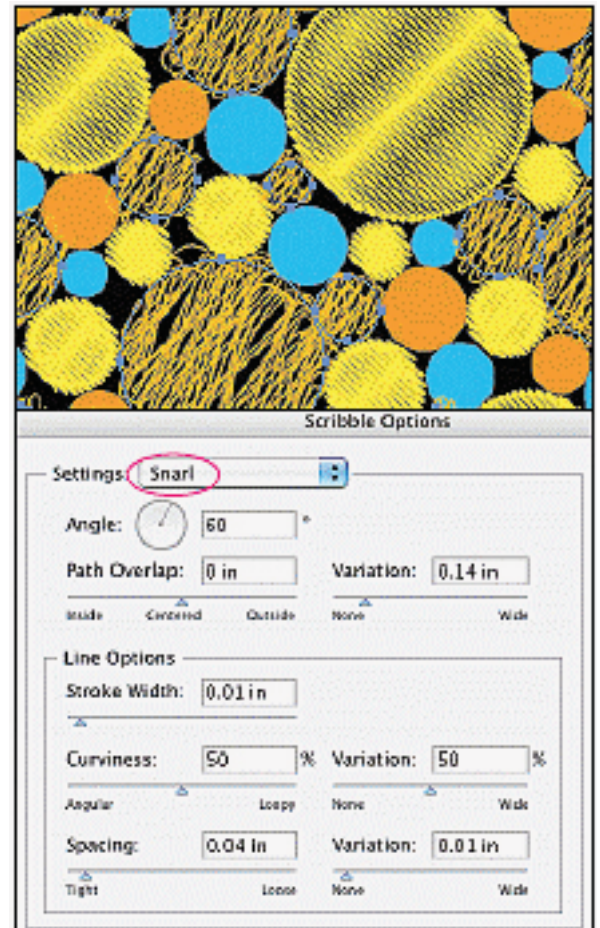 Scribble Options
Settings: Snarl
Angle: 60 °
Path Overlap: 0 in Variation: 0.14 in
Inside Centered Outside None Wide
Line Options
Stroke Width: 0.01 in
Curviness: 50 % Variation: 50 %
Angular Loopy None Wide
Spacing: 0.04 in Variation: 0.01 in
Tight Loose None Wide